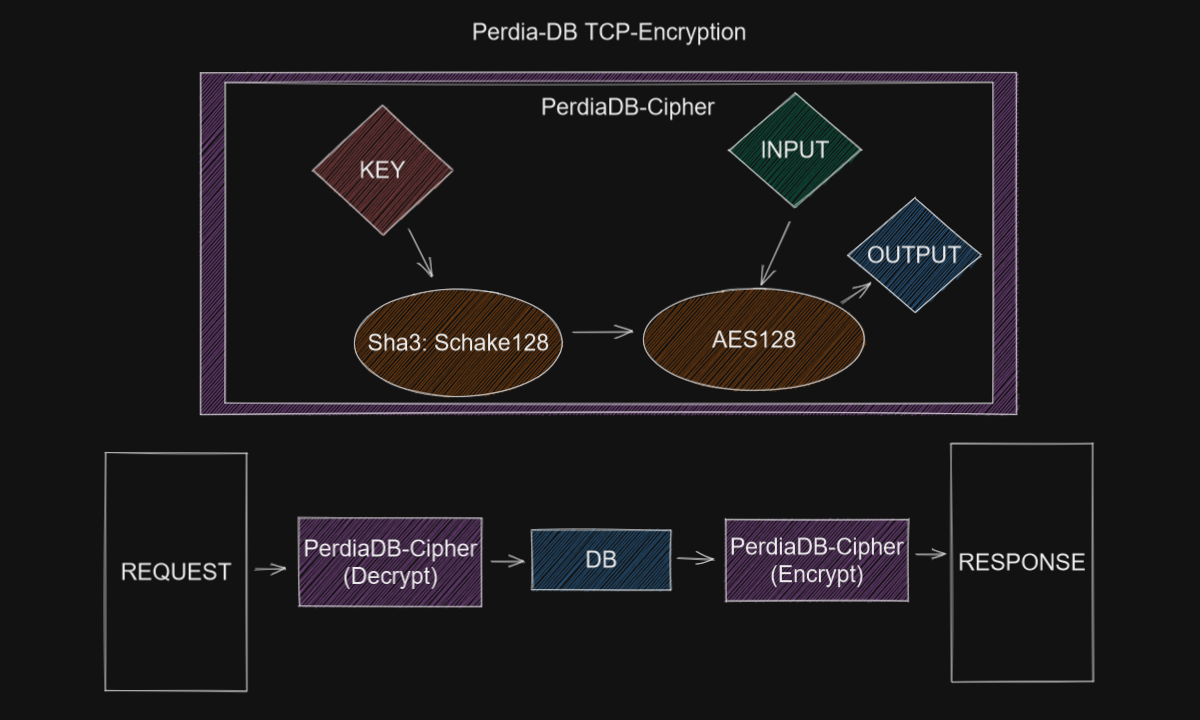 Perdia-DB TCP-Encryption
PerdiaDB-Cipher
KEY
INPUT
OUTPUT
Sha3: Schake128
AES128
REQUEST
PerdiaDB-Cipher
(Decrypt)
DB
PerdiaDB-Cipher
(Encrypt)
RESPONSE